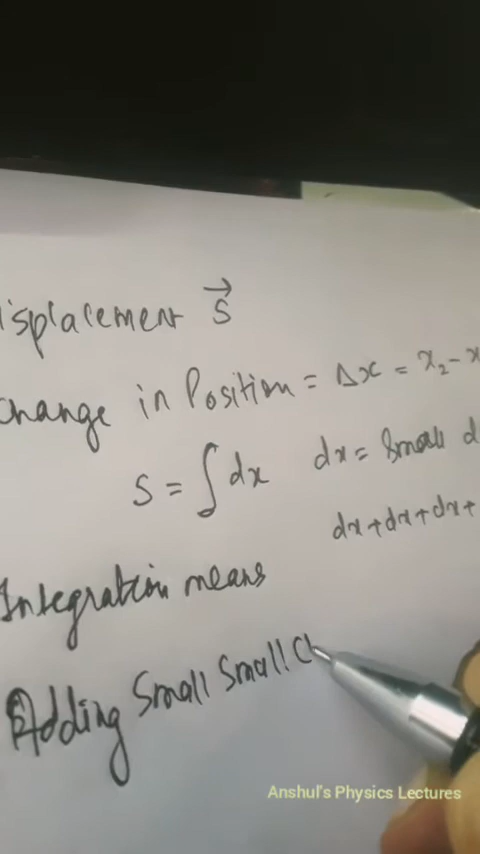 isplacement s⃗
change in Position = Δx = x₂ - x
S = ∫dx dx = Small d
dx+dx+dx+
Integration means
Adding Small Small C
Anshul's Physics Lectures